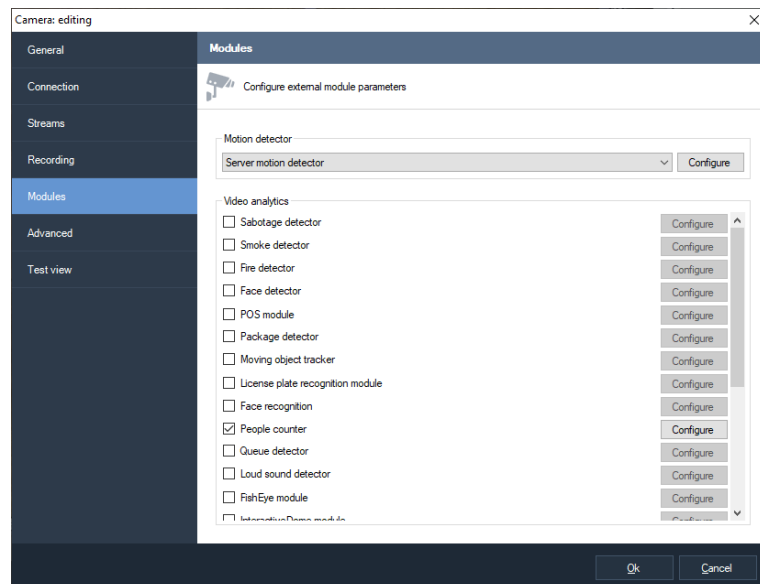 Camera: editing
General
Connection
Streams
Recording
Modules
Advanced
Test view
Modules
Configure external module parameters
Motion detector
Server motion detector Configure
Video analytics
Sabotage detector Configure
Smoke detector Configure
Fire detector Configure
Face detector Configure
POS module Configure
Package detector Configure
Moving object tracker Configure
License plate recognition module Configure
Face recognition Configure
People counter Configure
Queue detector Configure
Loud sound detector Configure
FishEye module Configure
InteractiveDemo module Configure
Ok Cancel